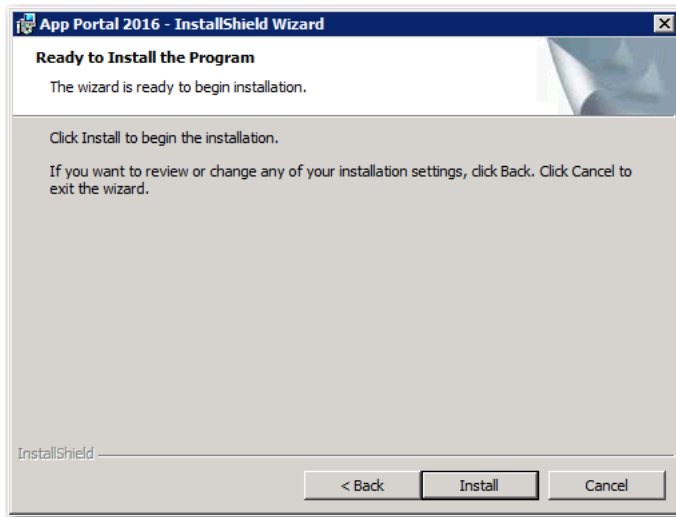 App Portal 2016 - InstallShield Wizard
Ready to Install the Program
The wizard is ready to begin installation.
Click Install to begin the installation.
If you want to review or change any of your installation settings, click Back. Click Cancel to
exit the wizard.
InstallShield
< Back Install Cancel